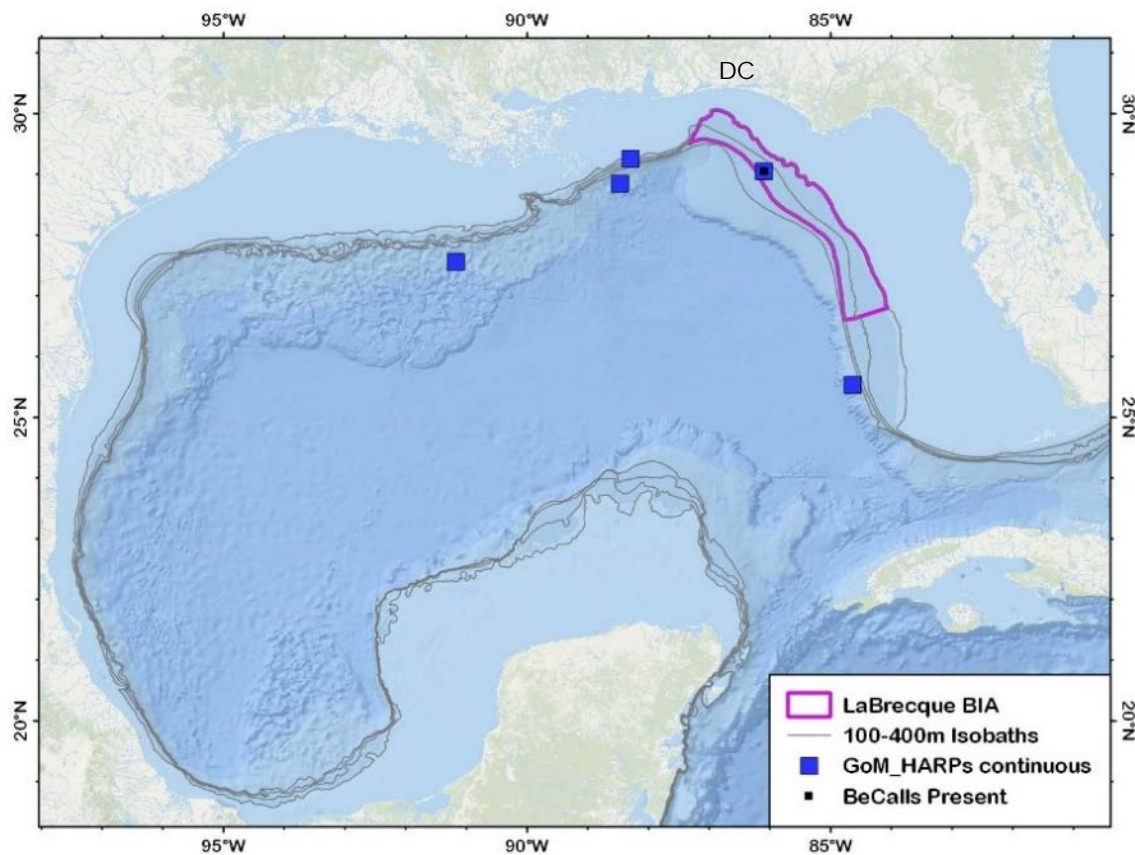 95°W 90°W 85°W
DC
30°N 30°N
25°N 25°N
20°N 20°N
LaBrecque BIA
100-400m Isobaths
GoM_HARPs continuous
BeCalls Present
95°W 90°W 85°W